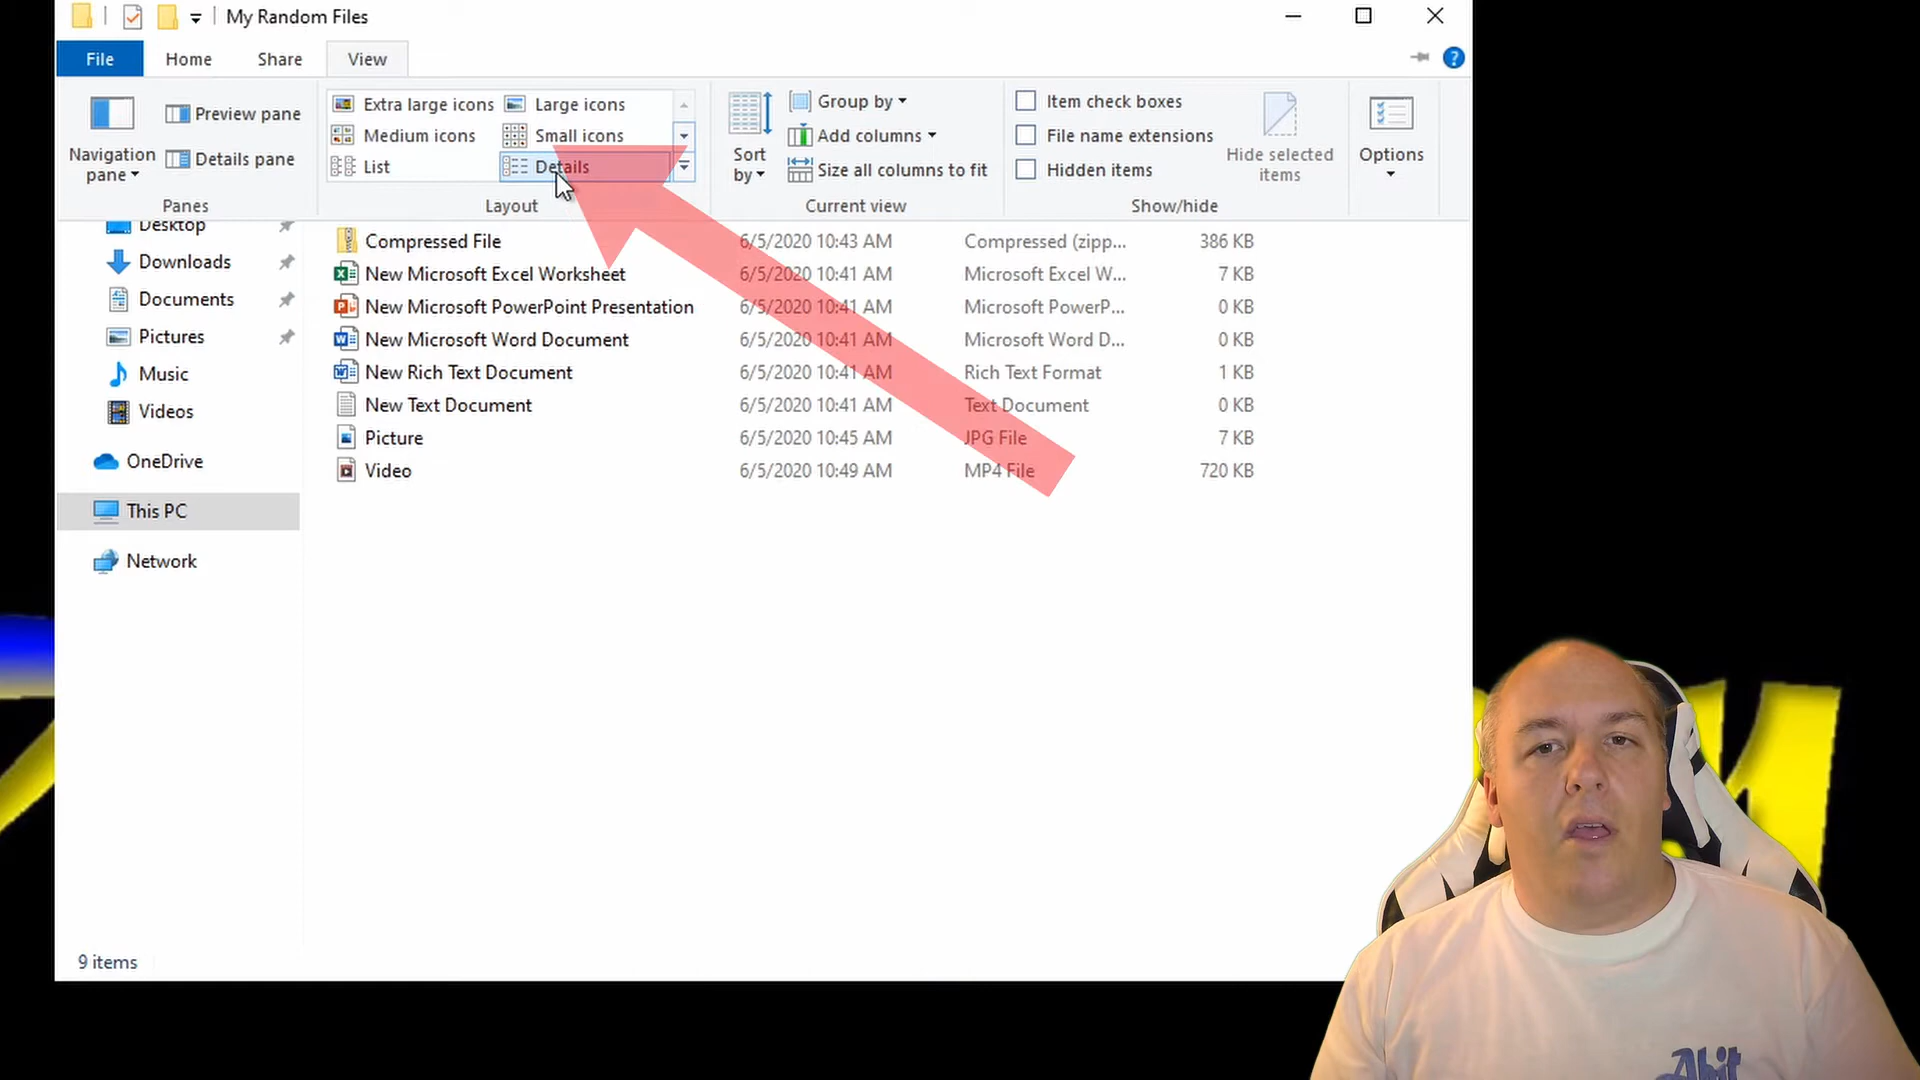 My Random Files
File Home Share View
Navigation pane
Preview pane
Details pane
Panes
Extra large icons Large icons
Medium icons Small icons
List Details
Layout
Sort by
Group by
Add columns
Size all columns to fit
Current view
Item check boxes
File name extensions
Hidden items
Hide selected items
Show/hide
Options
?
Desktop
Downloads
Documents
Pictures
Music
Videos
OneDrive
This PC
Network
Compressed File 6/5/2020 10:43 AM Compressed (zipp... 386 KB
New Microsoft Excel Worksheet 6/5/2020 10:41 AM Microsoft Excel W... 7 KB
New Microsoft PowerPoint Presentation 6/5/2020 10:41 AM Microsoft PowerP... 0 KB
New Microsoft Word Document 6/5/2020 10:41 AM Microsoft Word D... 0 KB
New Rich Text Document 6/5/2020 10:41 AM Rich Text Format 1 KB
New Text Document 6/5/2020 10:41 AM Text Document 0 KB
Picture 6/5/2020 10:45 AM JPG File 7 KB
Video 6/5/2020 10:49 AM MP4 File 720 KB
9 items